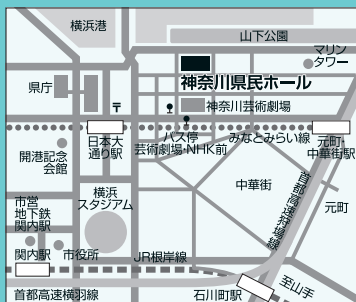 横浜港
山下公園
マリン
タワー
神奈川県民ホール
県庁
〒
神奈川芸術劇場
日本大
通り駅
バス停
芸術劇場・NHK前
みなとみらい線
元町・
中華街駅
開港記念
会館
横浜
スタジアム
中華街
首都高速狩場線
元町
市営
地下鉄
関内駅
関内駅
市役所
JR根岸線
首都高速横羽線
石川町駅
至山手